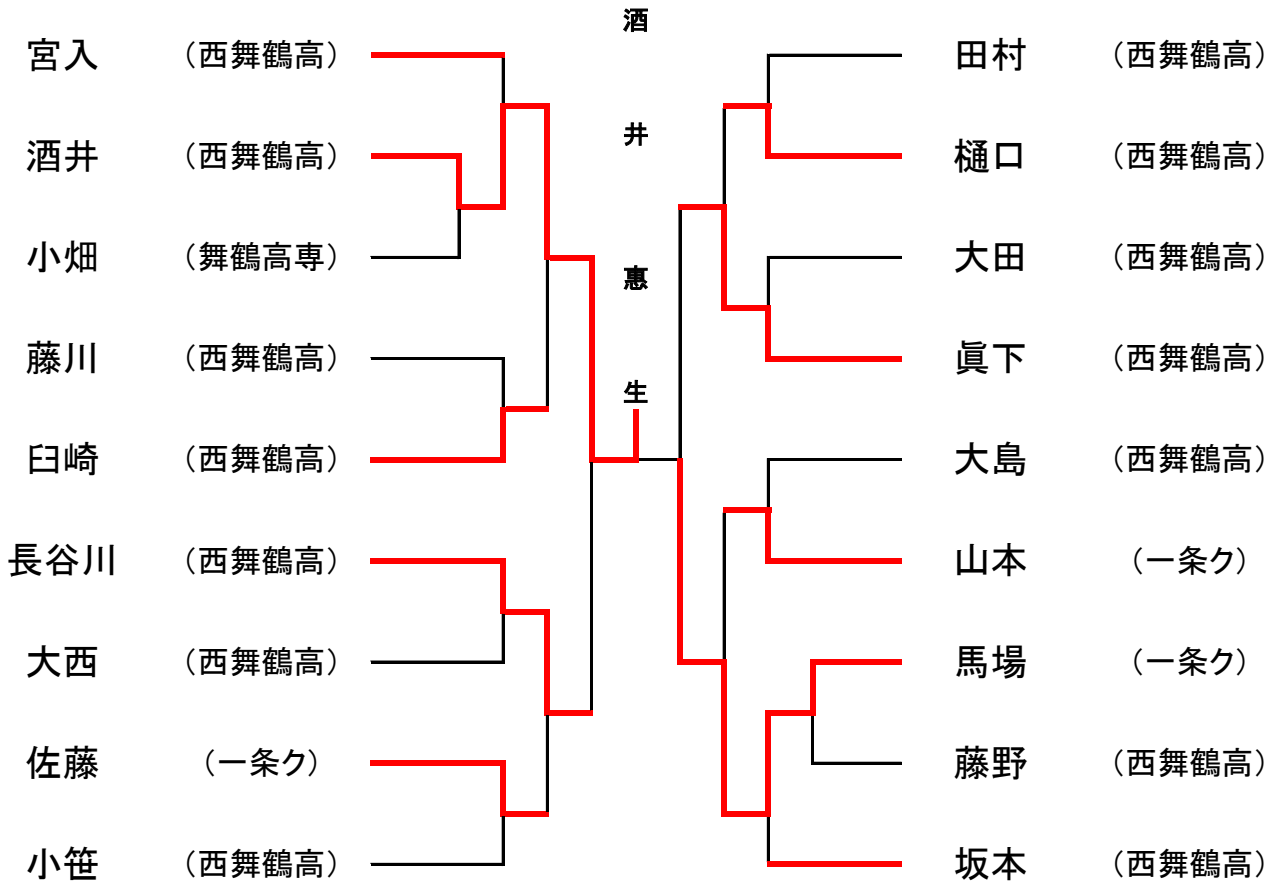 宮入 (西舞鶴高)
酒井 (西舞鶴高)
小畑 (舞鶴高専)
藤川 (西舞鶴高)
臼崎 (西舞鶴高)
長谷川 (西舞鶴高)
大西 (西舞鶴高)
佐藤 (一条ク)
小笹 (西舞鶴高)
酒井恵生
田村 (西舞鶴高)
樋口 (西舞鶴高)
大田 (西舞鶴高)
眞下 (西舞鶴高)
大島 (西舞鶴高)
山本 (一条ク)
馬場 (一条ク)
藤野 (西舞鶴高)
坂本 (西舞鶴高)